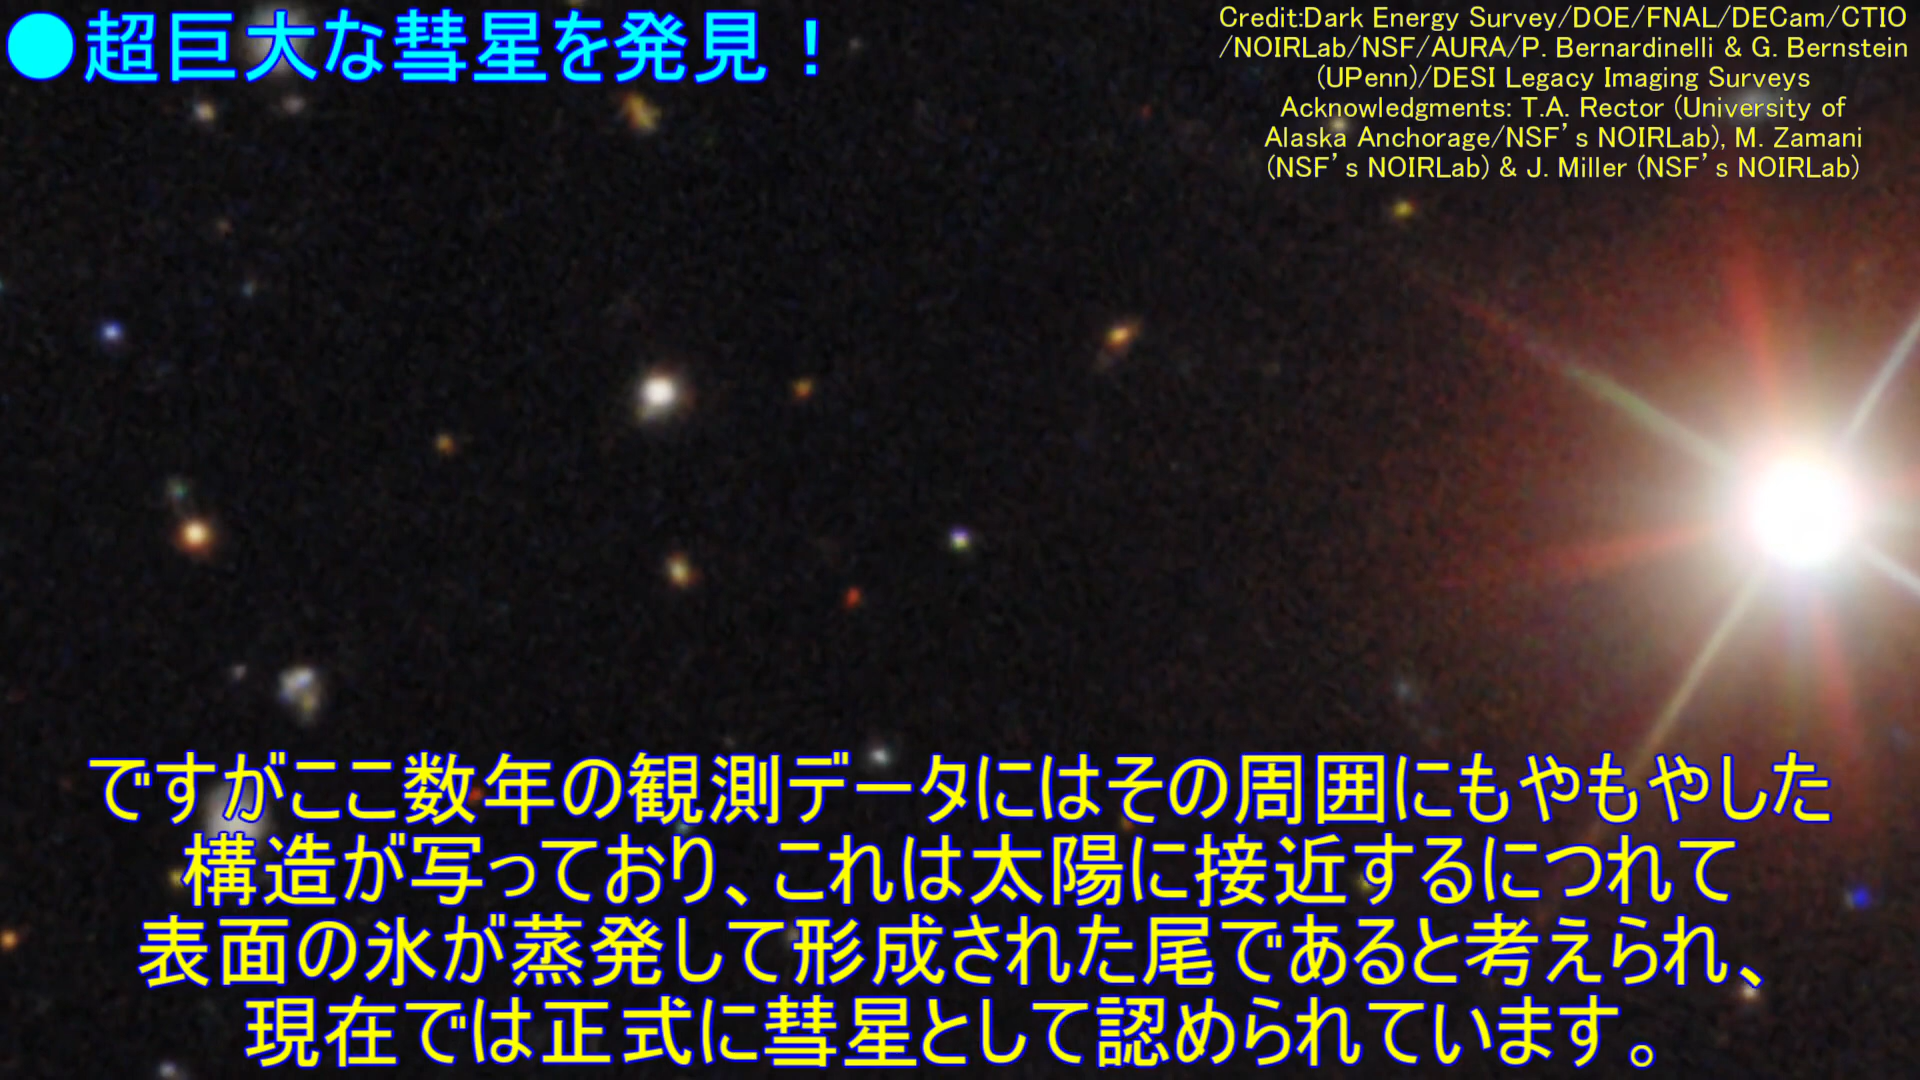 ●超巨大な彗星を発見！
Credit:Dark Energy Survey/DOE/FNAL/DECam/CTIO
/NOIRLab/NSF/AURA/P. Bernardinelli & G. Bernstein
(UPenn)/DESI Legacy Imaging Surveys
Acknowledgments: T.A. Rector (University of
Alaska Anchorage/NSF’s NOIRLab), M. Zamani
(NSF’s NOIRLab) & J. Miller (NSF’s NOIRLab)
ですがここ数年の観測データにはその周囲にもやもやした
構造が写っており、これは太陽に接近するにつれて
表面の氷が蒸発して形成された尾であると考えられ、
現在では正式に彗星として認められています。